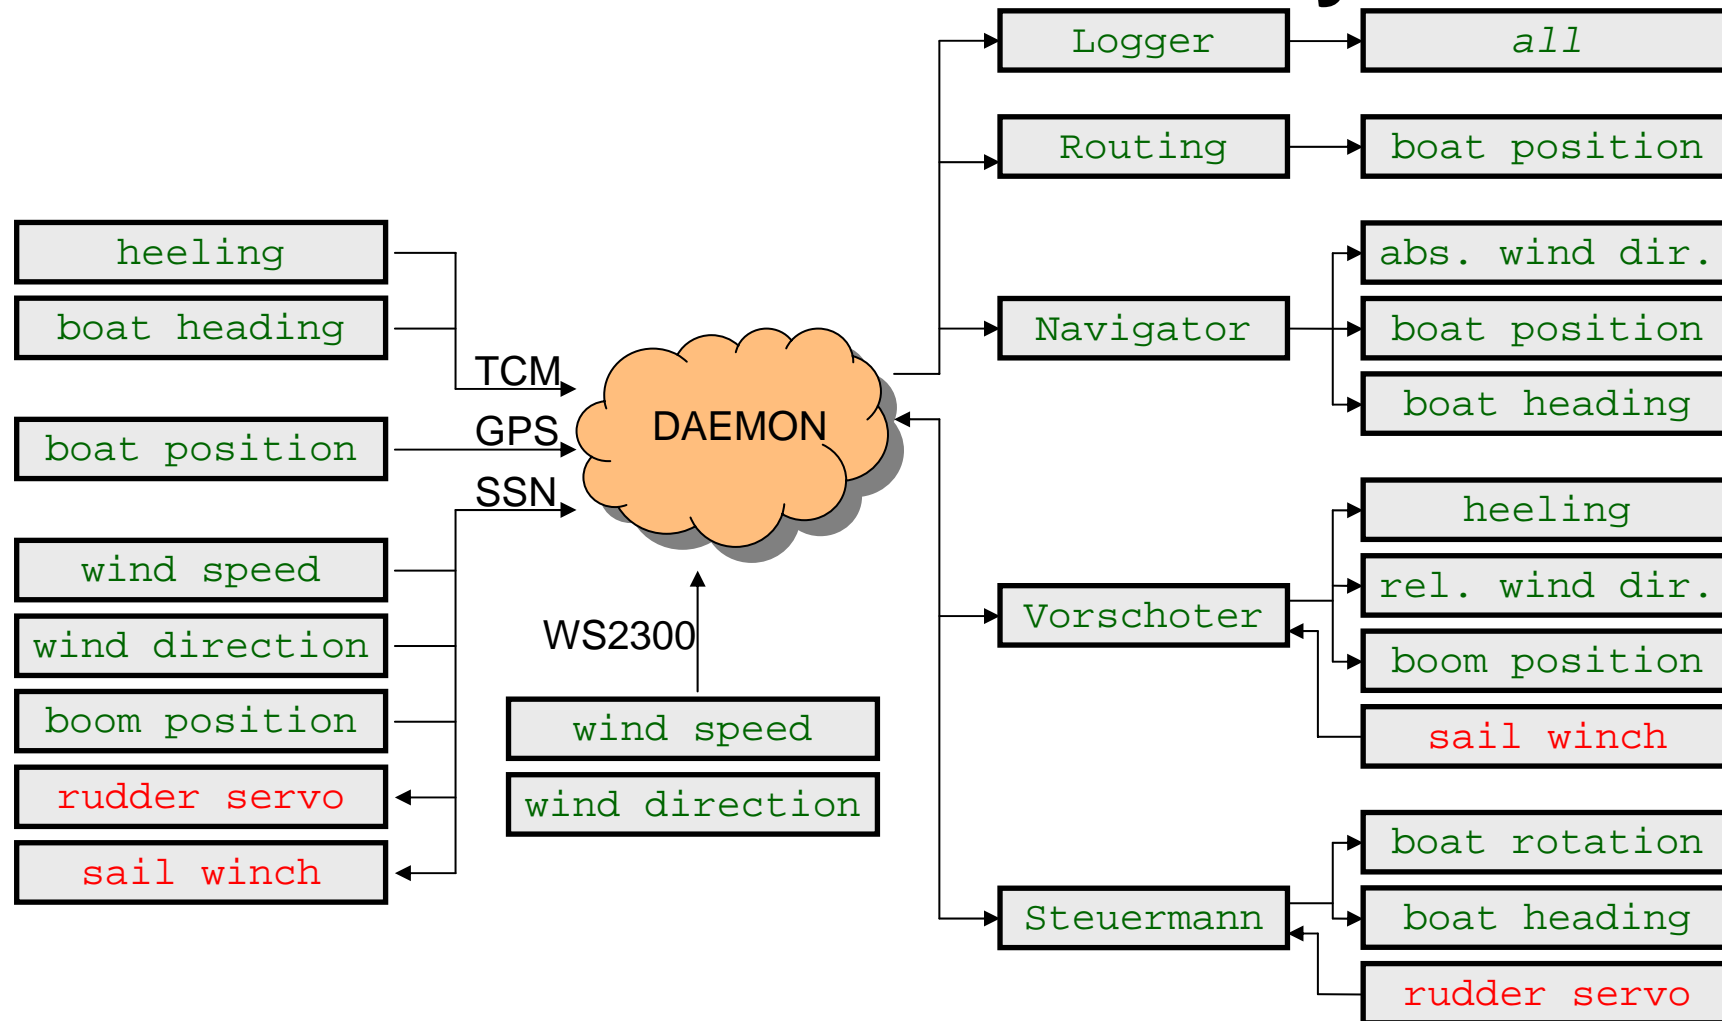 Logger
all
Routing
boat position
heeling
boat heading
TCM
boat position
GPS
SSN
wind speed
wind direction
boom position
rudder servo
sail winch
DAEMON
WS2300
wind speed
wind direction
Navigator
abs. wind dir.
boat position
boat heading
Vorschoter
heeling
rel. wind dir.
boom position
sail winch
Steuermann
boat rotation
boat heading
rudder servo